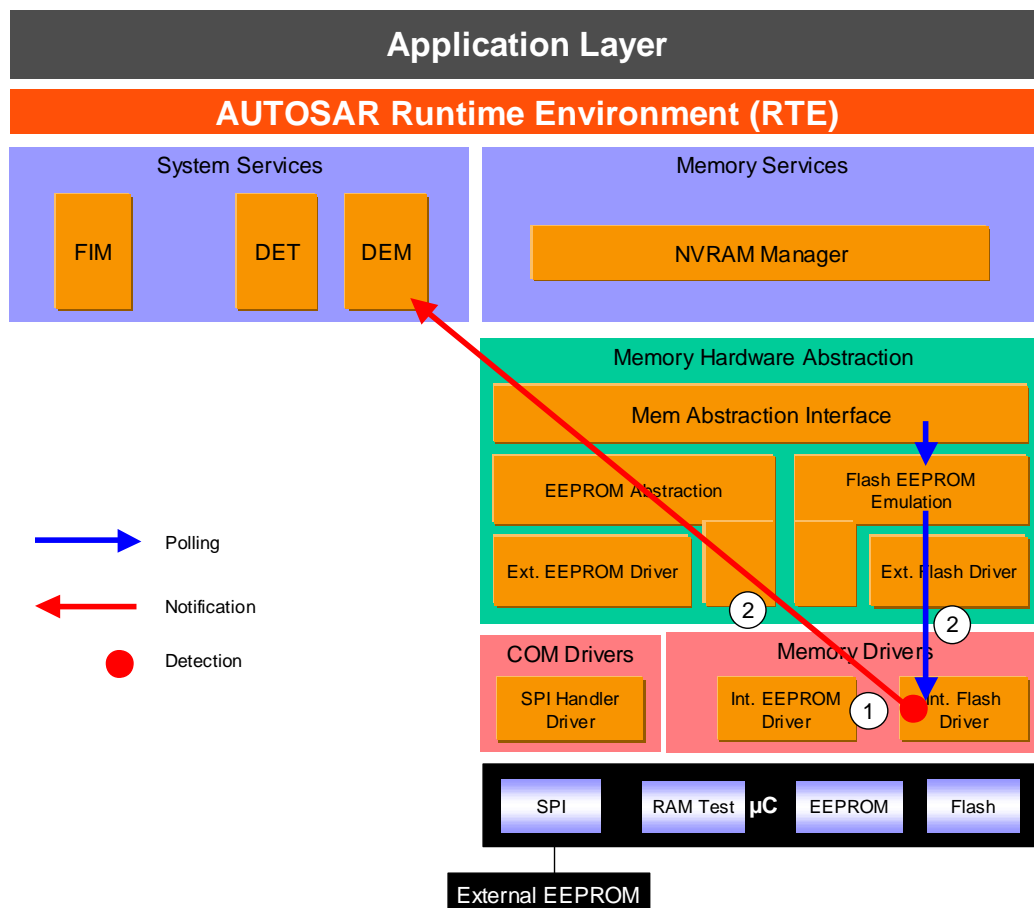 Application Layer
AUTOSAR Runtime Environment (RTE)
System Services
Memory Services
FIM
DET
DEM
NVRAM Manager
Memory Hardware Abstraction
Mem Abstraction Interface
EEPROM Abstraction
Flash EEPROM
Emulation
Polling
Ext. EEPROM Driver
Ext. Flash Driver
Notification
2
2
Detection
COM Drivers
Memory Drivers
SPI Handler
Driver
Int. EEPROM
Driver
1
Int. Flash
Driver
SPI
RAM Test
µC
EEPROM
Flash
External EEPROM